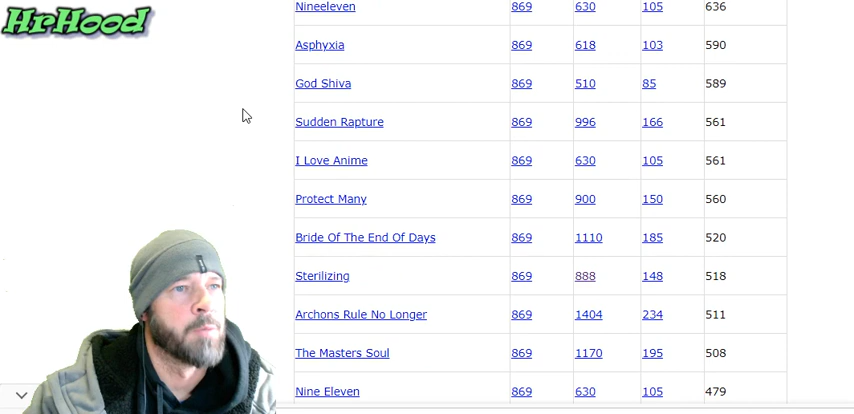 HrHood
Nineeleven 869 630 105 636
Asphyxia 869 618 103 590
God Shiva 869 510 85 589
Sudden Rapture 869 996 166 561
I Love Anime 869 630 105 561
Protect Many 869 900 150 560
Bride Of The End Of Days 869 1110 185 520
Sterilizing 869 888 148 518
Archons Rule No Longer 869 1404 234 511
The Masters Soul 869 1170 195 508
Nine Eleven 869 630 105 479